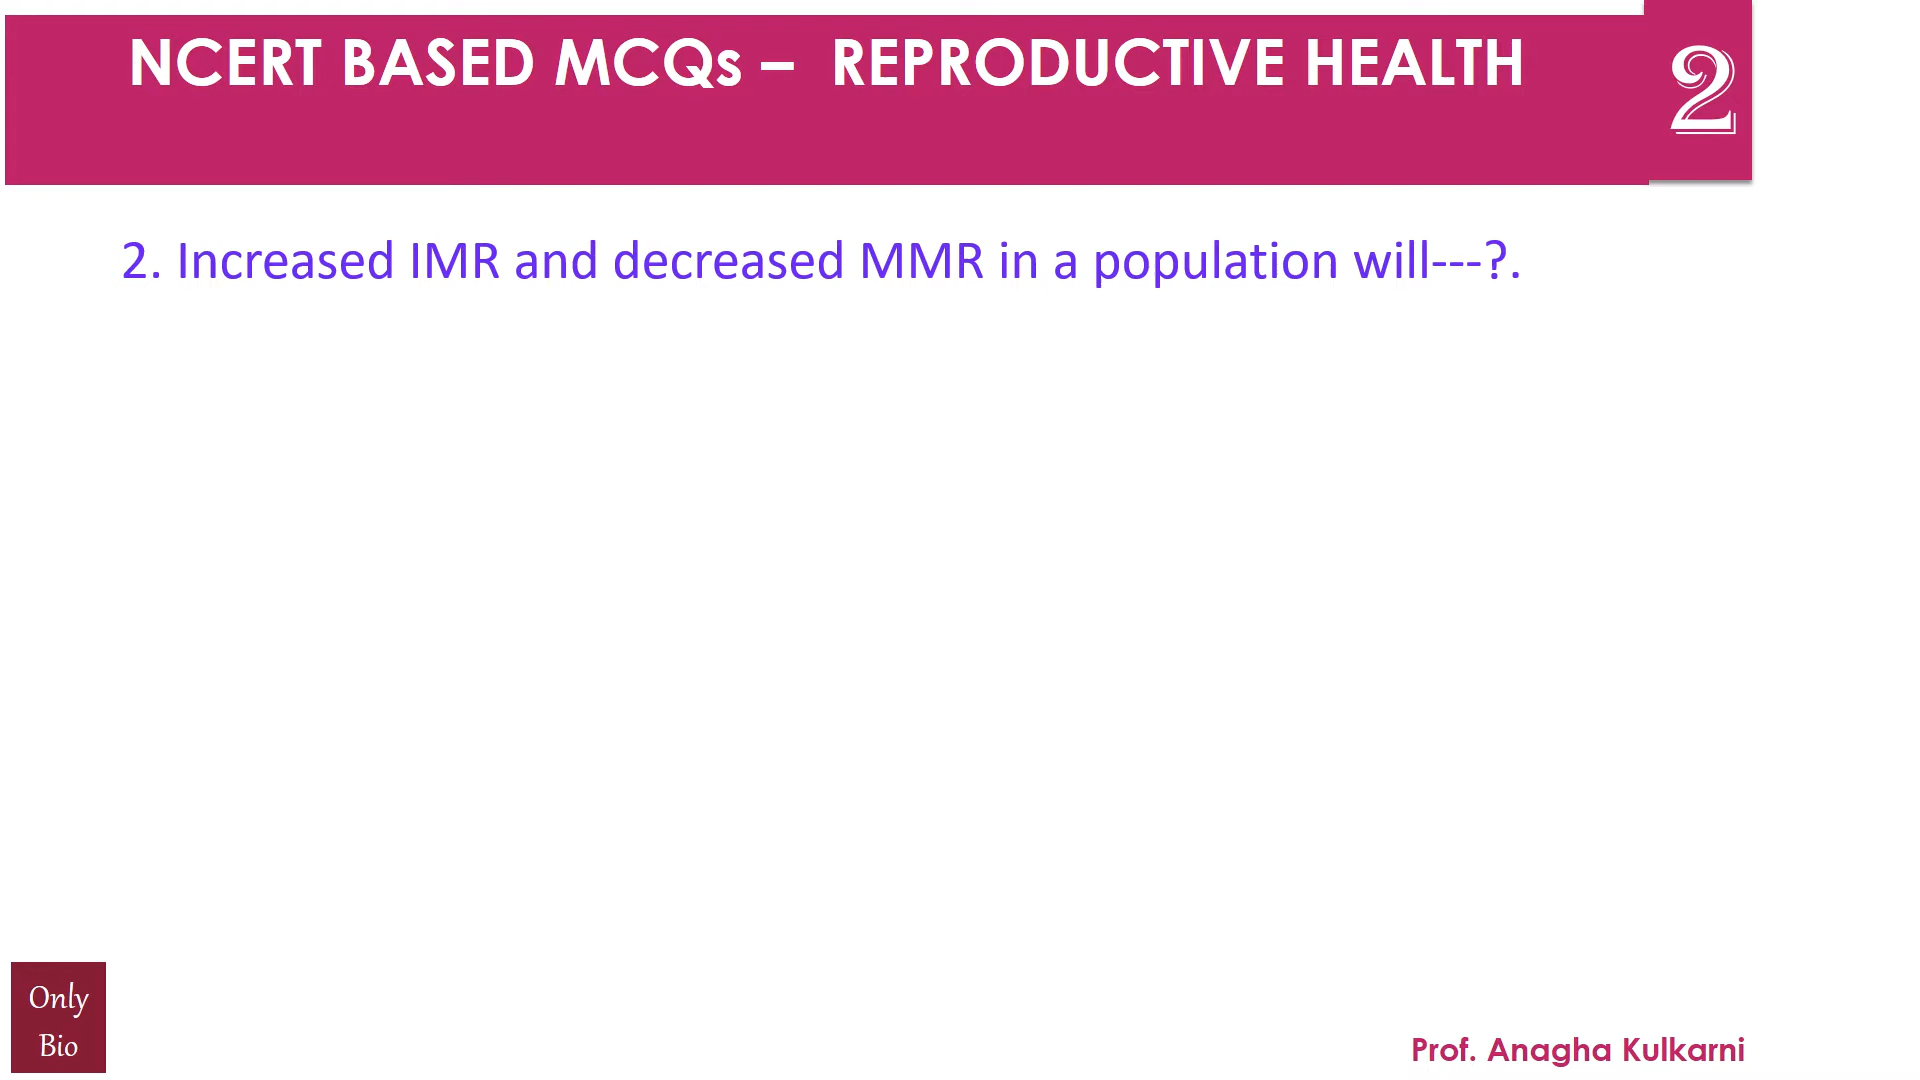 NCERT BASED MCQs – REPRODUCTIVE HEALTH
2
2. Increased IMR and decreased MMR in a population will---?.
Only
Bio
Prof. Anagha Kulkarni